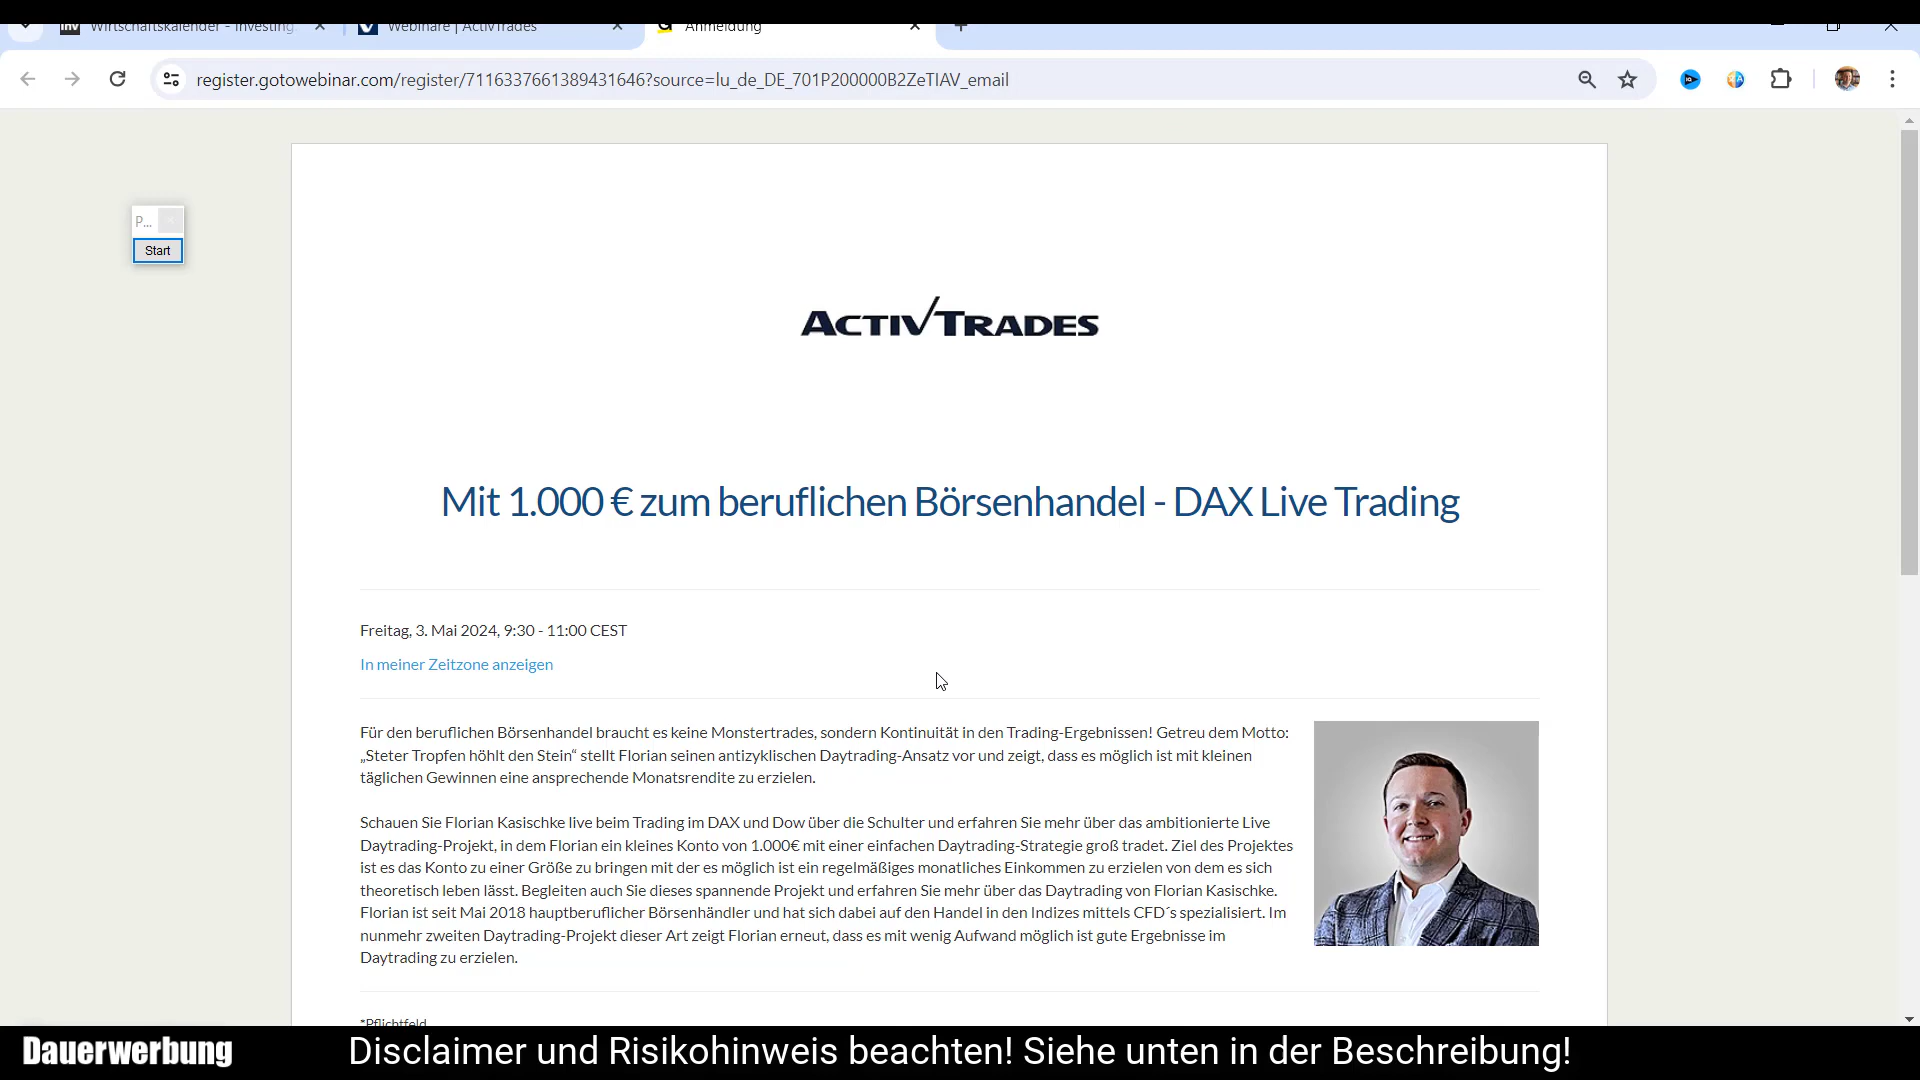 Wirtschaftskalender - Investing.
Webinare | ActivTrades
Anmeldung
register.gotowebinar.com/register/7116337661389431646?source=lu_de_DE_701P200000B2ZeTIAV_email
P...
Start
ACTIVTRADES
Mit 1.000 € zum beruflichen Börsenhandel - DAX Live Trading
Freitag, 3. Mai 2024, 9:30 - 11:00 CEST
In meiner Zeitzone anzeigen
Für den beruflichen Börsenhandel braucht es keine Monstertrades, sondern Kontinuität in den Trading-Ergebnissen! Getreu dem Motto:
„Steter Tropfen höhlt den Stein“ stellt Florian seinen antizyklischen Daytrading-Ansatz vor und zeigt, dass es möglich ist mit kleinen
täglichen Gewinnen eine ansprechende Monatsrendite zu erzielen.
Schauen Sie Florian Kasischke live beim Trading im DAX und Dow über die Schulter und erfahren Sie mehr über das ambitionierte Live
Daytrading-Projekt, in dem Florian ein kleines Konto von 1.000€ mit einer einfachen Daytrading-Strategie groß tradet. Ziel des Projektes
ist es das Konto zu einer Größe zu bringen mit der es möglich ist ein regelmäßiges monatliches Einkommen zu erzielen von dem es sich
theoretisch leben lässt. Begleiten auch Sie dieses spannende Projekt und erfahren Sie mehr über das Daytrading von Florian Kasischke.
Florian ist seit Mai 2018 hauptberuflicher Börsenhändler und hat sich dabei auf den Handel in den Indizes mittels CFD´s spezialisiert. Im
nunmehr zweiten Daytrading-Projekt dieser Art zeigt Florian erneut, dass es mit wenig Aufwand möglich ist gute Ergebnisse im
Daytrading zu erzielen.
*Pflichtfeld
Dauerwerbung
Disclaimer und Risikohinweis beachten! Siehe unten in der Beschreibung!